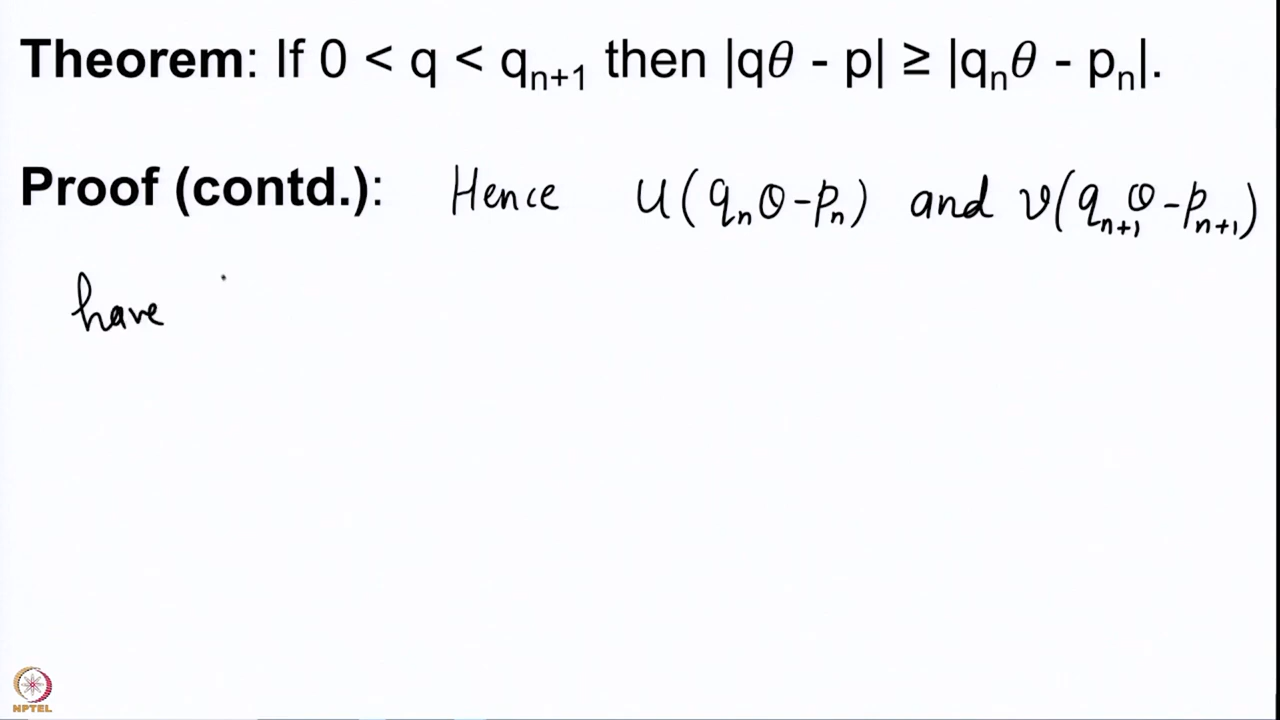 Theorem: If 0 < q < qₙ₊₁ then |qθ - p| ≥ |qₙθ - pₙ|.
Proof (contd.): Hence u(qₙθ-pₙ) and v(qₙ₊₁θ-pₙ₊₁)
have
NPTEL